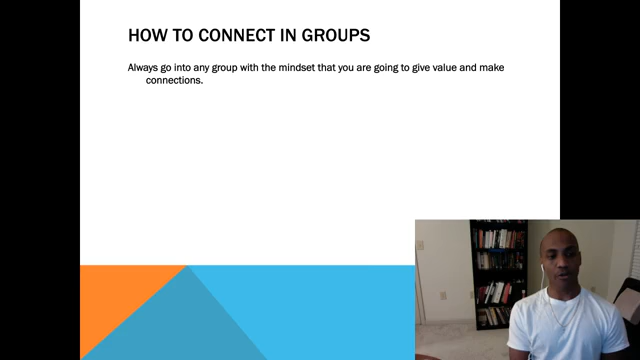 HOW TO CONNECT IN GROUPS
Always go into any group with the mindset that you are going to give value and make
connections.